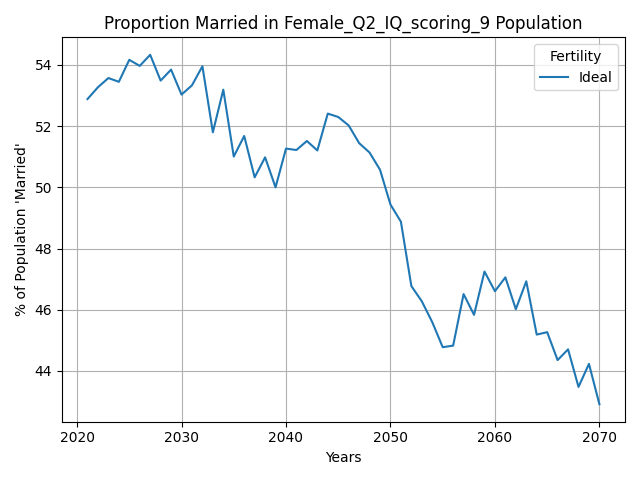 Proportion Married in Female_Q2_IQ_scoring_9 Population
Fertility
Ideal
% of Population 'Married'
54
52
50
48
46
44
2020
2030
2040
2050
2060
2070
Years